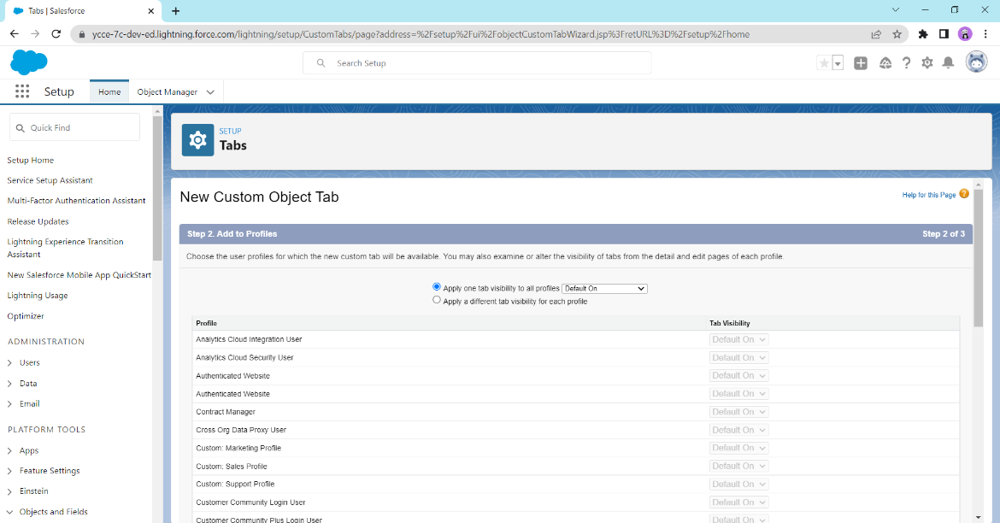 Tabs | Salesforce
ycce-7c-dev-ed.lightning.force.com/lightning/setup/CustomTabs/page?address=%2Fsetup%2Fui%2FobjectCustomTabWizard.jsp%3FretURL%3D%2Fsetup%2Fhome
Search Setup
Setup
Home
Object Manager
Quick Find
Setup Home
Service Setup Assistant
Multi-Factor Authentication Assistant
Release Updates
Lightning Experience Transition
Assistant
New Salesforce Mobile App QuickStart
Lightning Usage
Optimizer
ADMINISTRATION
Users
Data
Email
PLATFORM TOOLS
Apps
Feature Settings
Einstein
Objects and Fields
SETUP
Tabs
New Custom Object Tab
Help for this Page
Step 2. Add to Profiles Step 2 of 3
Choose the user profiles for which the new custom tab will be available. You may also examine or alter the visibility of tabs from the detail and edit pages of each profile.
Apply one tab visibility to all profiles Default On
Apply a different tab visibility for each profile
Profile Tab Visibility
Analytics Cloud Integration User Default On
Analytics Cloud Security User Default On
Authenticated Website Default On
Authenticated Website Default On
Contract Manager Default On
Cross Org Data Proxy User Default On
Custom: Marketing Profile Default On
Custom: Sales Profile Default On
Custom: Support Profile Default On
Customer Community Login User Default On
Customer Community Plus Login User Default On